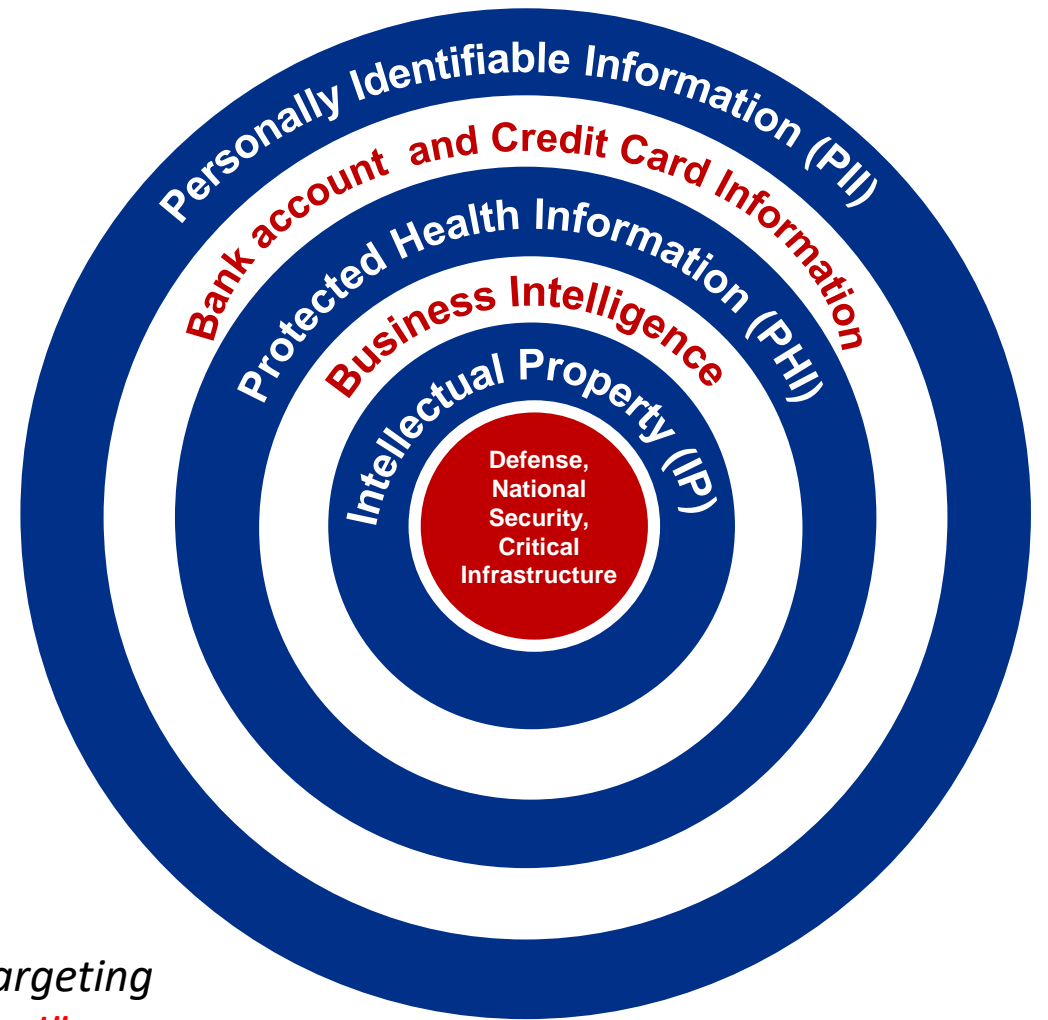 Personally Identifiable Information (PII)
Bank account and Credit Card Information
Protected Health Information (PHI)
Business Intelligence
Intellectual Property (IP)
Defense,
National
Security,
Critical
Infrastructure